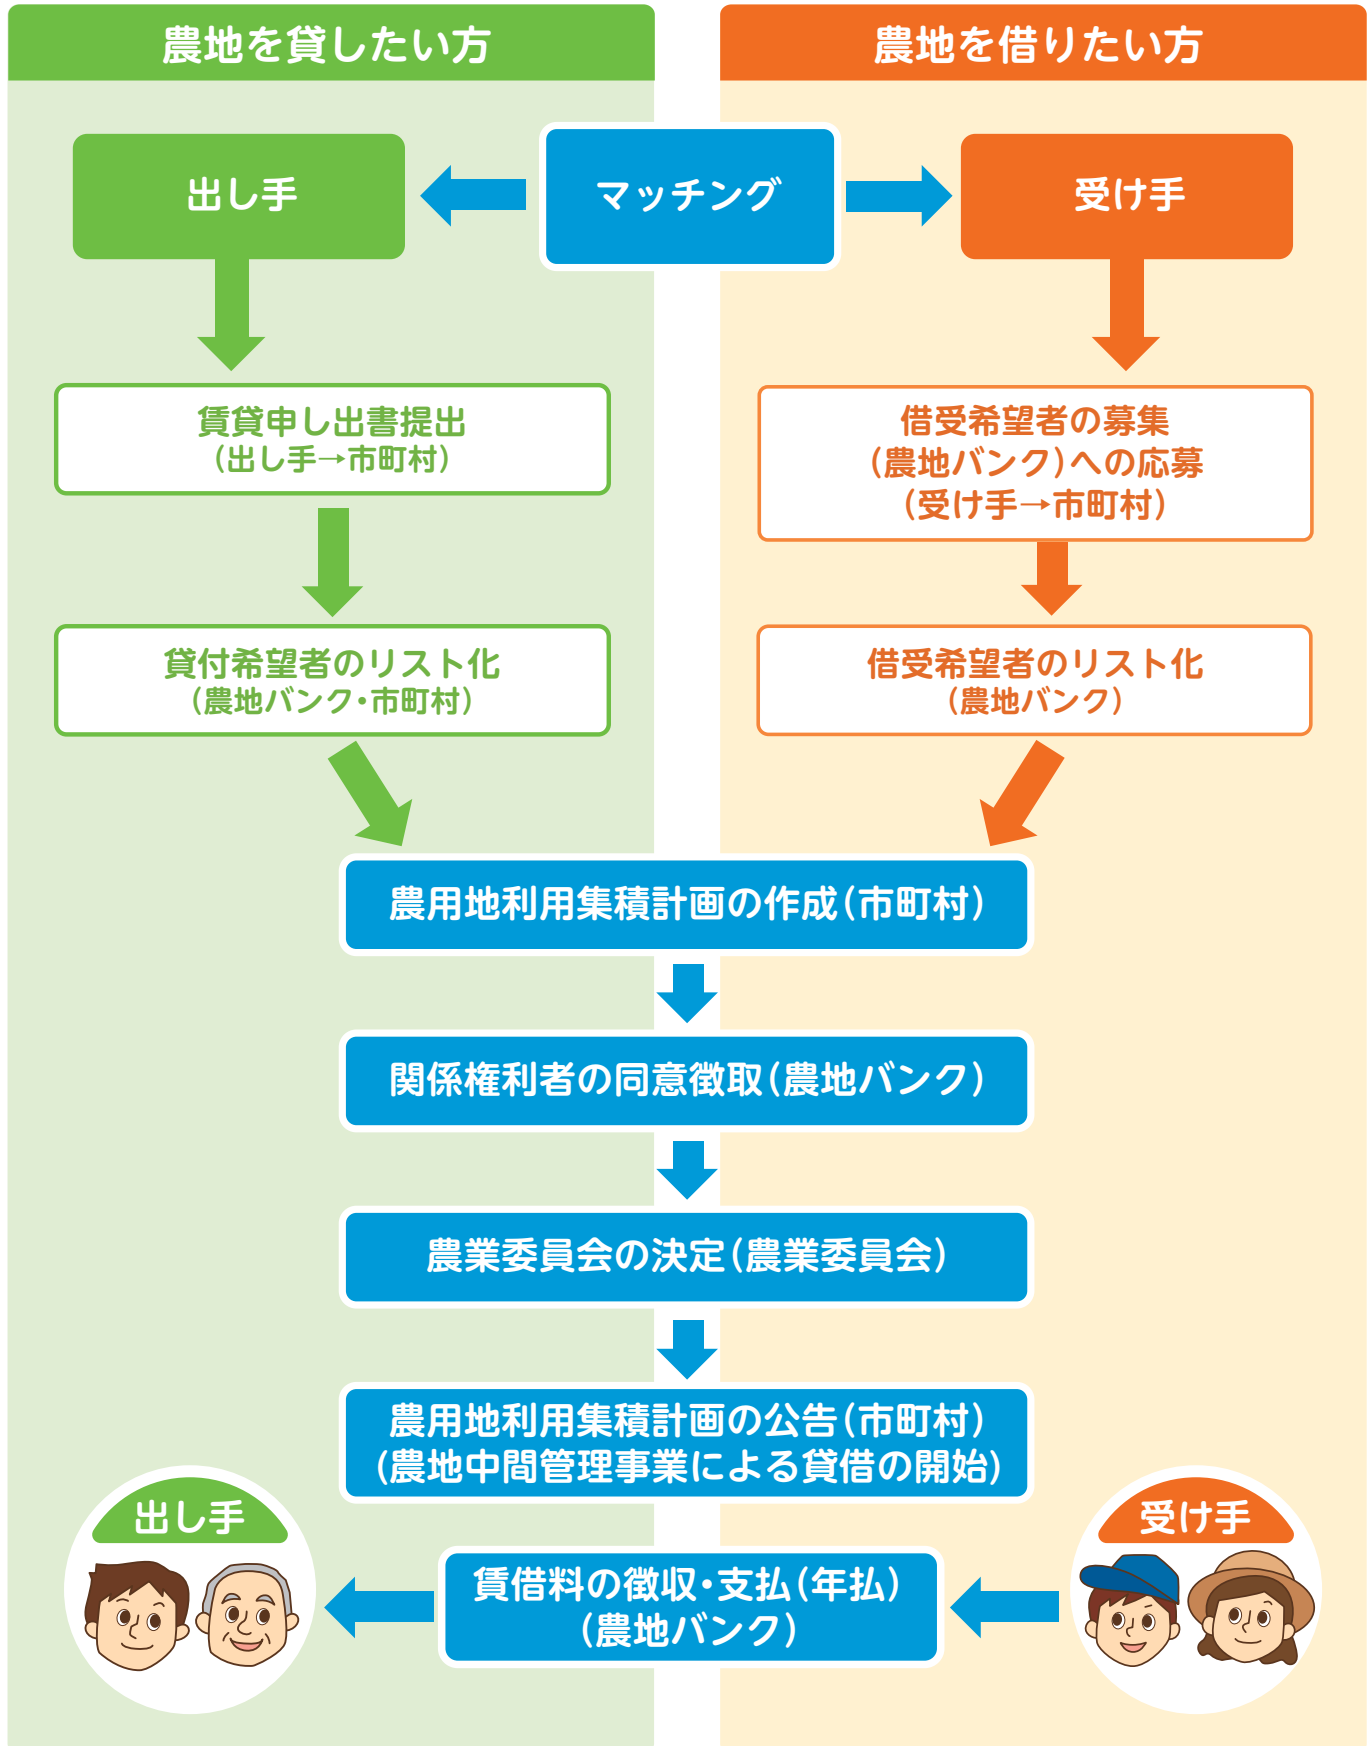 農地を貸したい方
農地を借りたい方
出し手
マッチング
受け手
賃貸申し出書提出
（出し手→市町村）
借受希望者の募集
（農地バンク）への応募
（受け手→市町村）
貸付希望者のリスト化
（農地バンク・市町村）
借受希望者のリスト化
（農地バンク）
農用地利用集積計画の作成（市町村）
関係権利者の同意徴取（農地バンク）
農業委員会の決定（農業委員会）
農用地利用集積計画の公告（市町村）
（農地中間管理事業による貸借の開始）
出し手
受け手
賃借料の徴収・支払（年払）
（農地バンク）